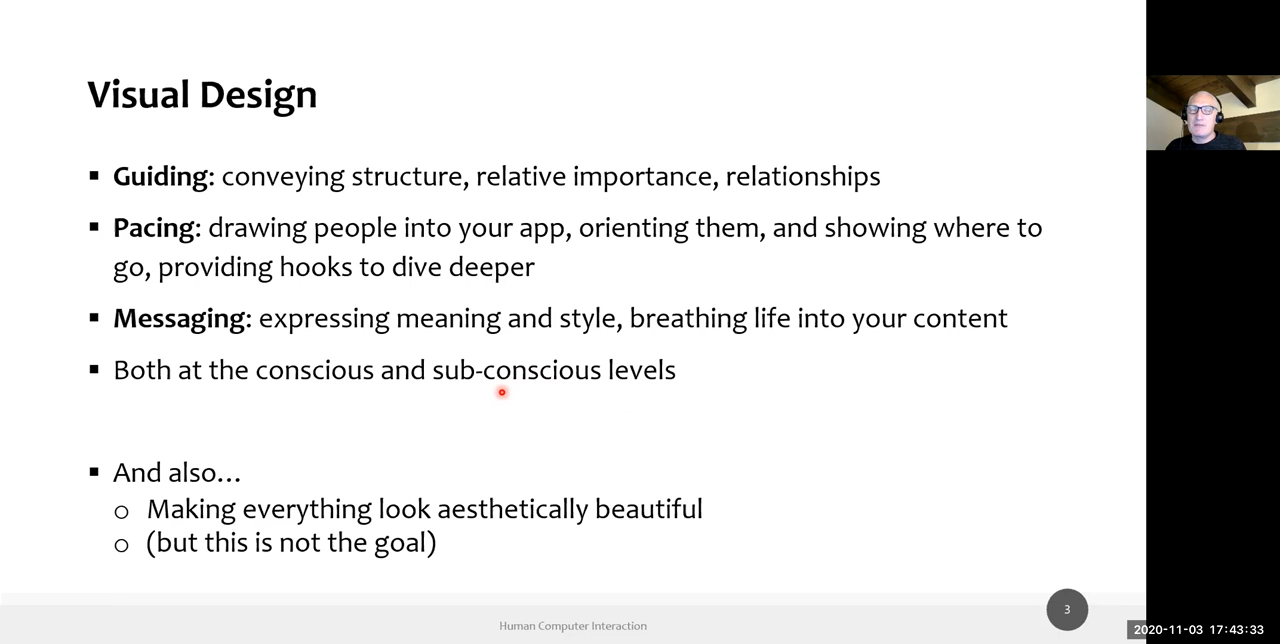 Visual Design
Guiding: conveying structure, relative importance, relationships
Pacing: drawing people into your app, orienting them, and showing where to
go, providing hooks to dive deeper
Messaging: expressing meaning and style, breathing life into your content
Both at the conscious and sub-conscious levels
And also...
Making everything look aesthetically beautiful
(but this is not the goal)
Human Computer Interaction
3
2020-11-03 17:43:33